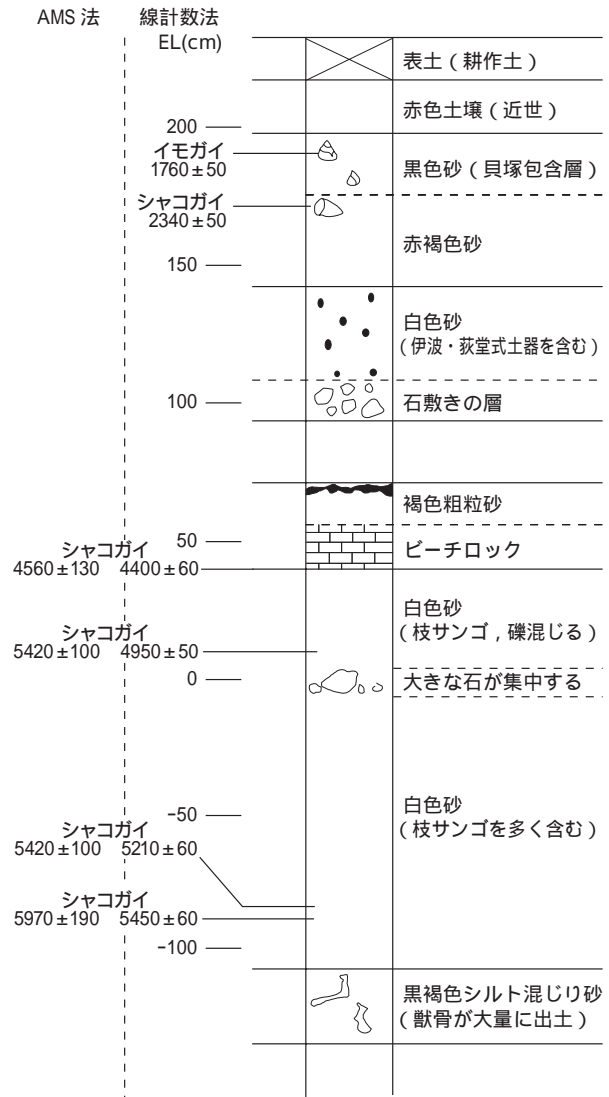 AMS 法
線計数法
EL(cm)
表土(耕作土)
赤色土壌(近世)
200
イモガイ
1760±50
黒色砂(貝塚包含層)
シャコガイ
2340±50
赤褐色砂
150
白色砂
(伊波・荻堂式土器を含む)
100
石敷きの層
褐色粗粒砂
50
ビーチロック
シャコガイ
4560±130 4400±60
白色砂
(枝サンゴ,礫混じる)
シャコガイ
5420±100 4950±50
0
大きな石が集中する
-50
白色砂
(枝サンゴを多く含む)
シャコガイ
5420±100 5210±60
シャコガイ
5970±190 5450±60
-100
黒褐色シルト混じり砂
(獣骨が大量に出土)